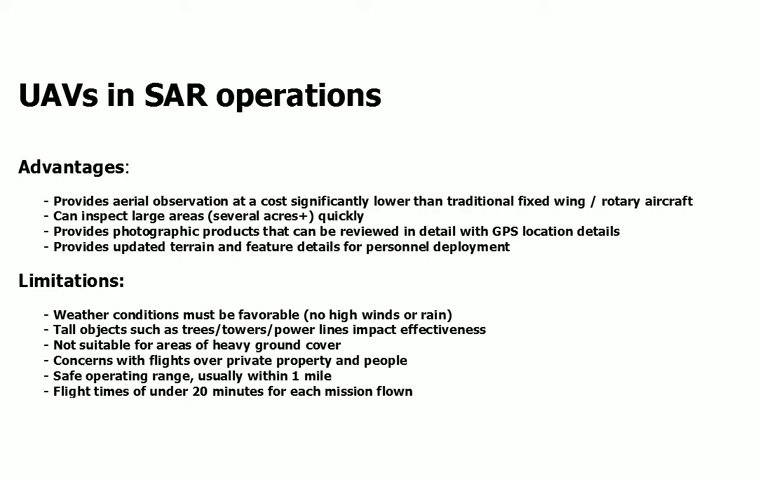 UAVs in SAR operations
Advantages:
- Provides aerial observation at a cost significantly lower than traditional fixed wing / rotary aircraft
- Can inspect large areas (several acres+) quickly
- Provides photographic products that can be reviewed in detail with GPS location details
- Provides updated terrain and feature details for personnel deployment
Limitations:
- Weather conditions must be favorable (no high winds or rain)
- Tall objects such as trees/towers/power lines impact effectiveness
- Not suitable for areas of heavy ground cover
- Concerns with flights over private property and people
- Safe operating range, usually within 1 mile
- Flight times of under 20 minutes for each mission flown